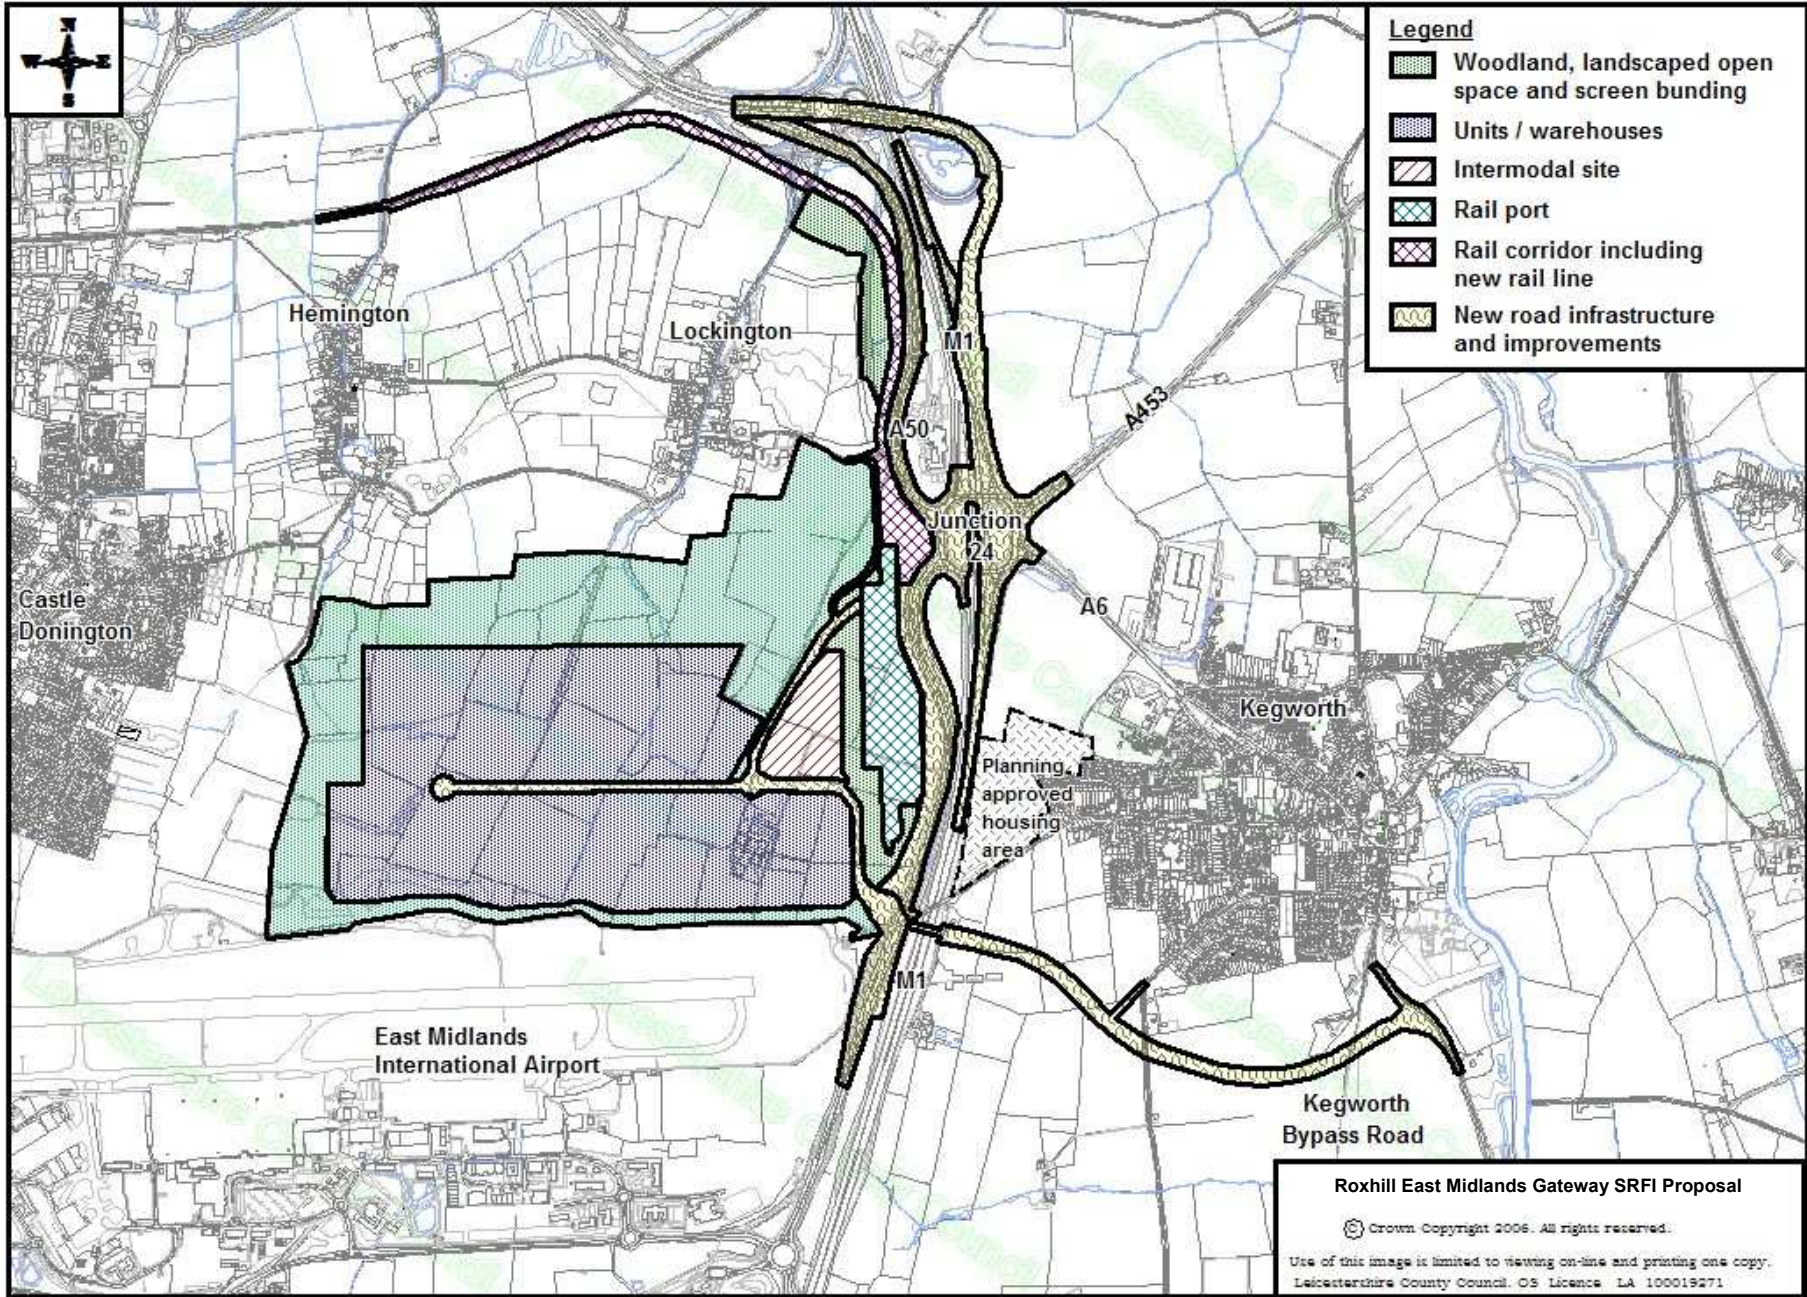 N
W E
S
Legend
Woodland, landscaped open
space and screen bunding
Units / warehouses
Intermodal site
Rail port
Rail corridor including
new rail line
New road infrastructure
and improvements
Hemington
Lockington
M1
A453
A50
Junction
24
Castle
Donington
A6
Kegworth
Planning
approved
housing
area
M1
East Midlands
International Airport
Kegworth
Bypass Road
Roxhill East Midlands Gateway SRFI Proposal
© Crown Copyright 2006. All rights reserved.
Use of this image is limited to viewing on-line and printing one copy.
Leicestershire County Council. OS Licence LA 100019271